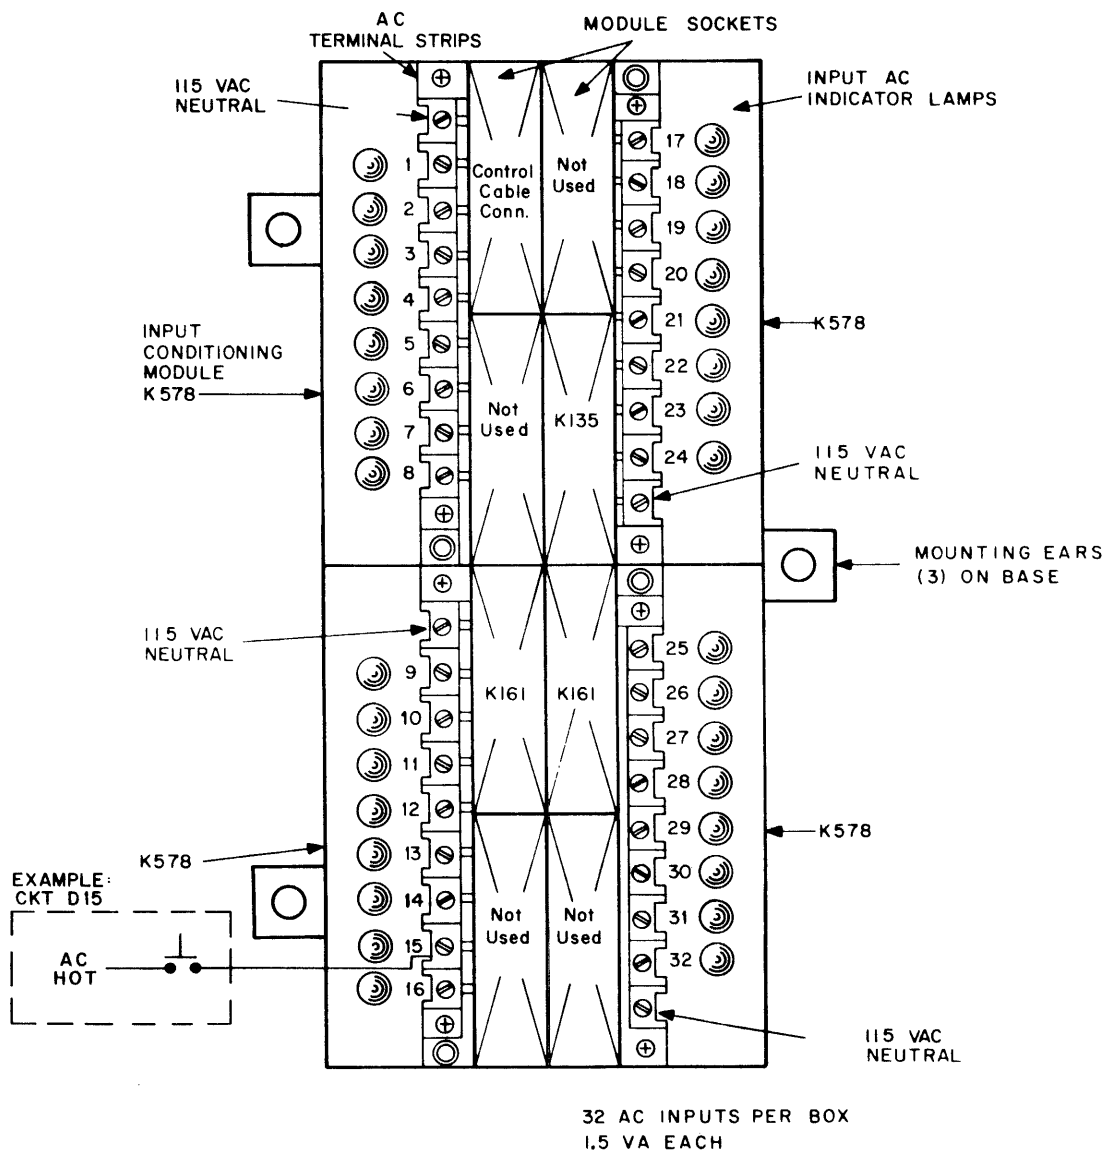 AC
TERMINAL STRIPS
MODULE SOCKETS
115 VAC
NEUTRAL
INPUT AC
INDICATOR LAMPS
1
2
3
4
5
6
7
8
Control
Cable
Conn.
Not
Used
17
18
19
20
21
22
23
24
INPUT
CONDITIONING
MODULE
K578
Not
Used
K135
K578
115 VAC
NEUTRAL
MOUNTING EARS
(3) ON BASE
115 VAC
NEUTRAL
9
10
11
12
13
14
15
16
K161
K161
25
26
27
28
29
30
31
32
K578
K578
EXAMPLE:
CKT D15
AC
HOT
Not
Used
Not
Used
115 VAC
NEUTRAL
32 AC INPUTS PER BOX
1.5 VA EACH